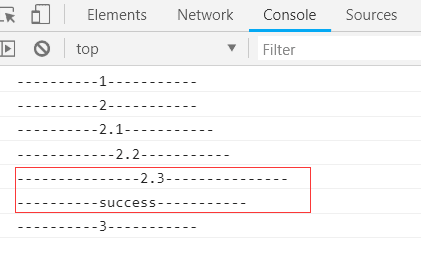 Elements Network Console Sources
top Filter
----------1-----------
----------2-----------
----------2.1-----------
------------2.2-----------
---------------2.3---------------
----------success-----------
----------3-----------